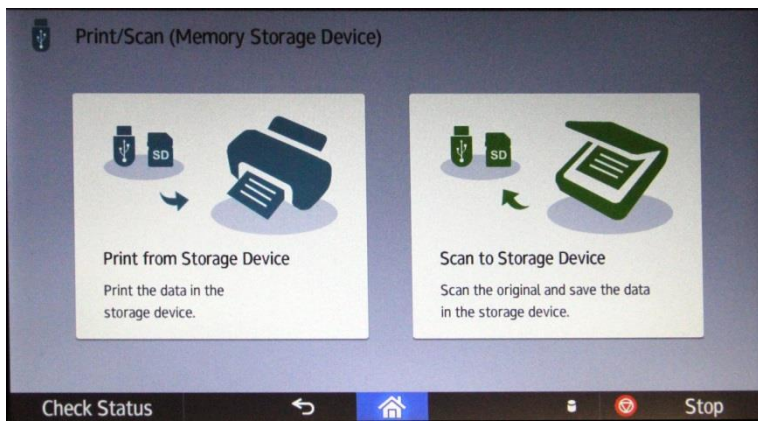 Print/Scan (Memory Storage Device)
SD
SD
Print from Storage Device
Print the data in the
storage device.
Scan to Storage Device
Scan the original and save the data
in the storage device.
Check Status
Stop